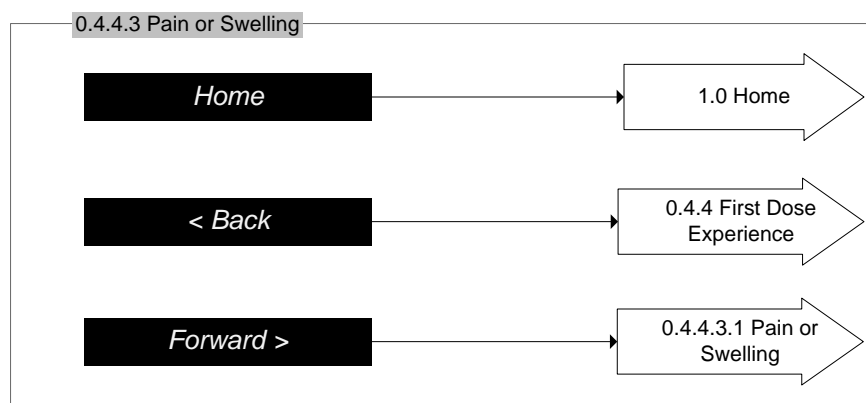 0.4.4.3 Pain or Swelling
Home
1.0 Home
< Back
0.4.4 First Dose
Experience
Forward >
0.4.4.3.1 Pain or
Swelling